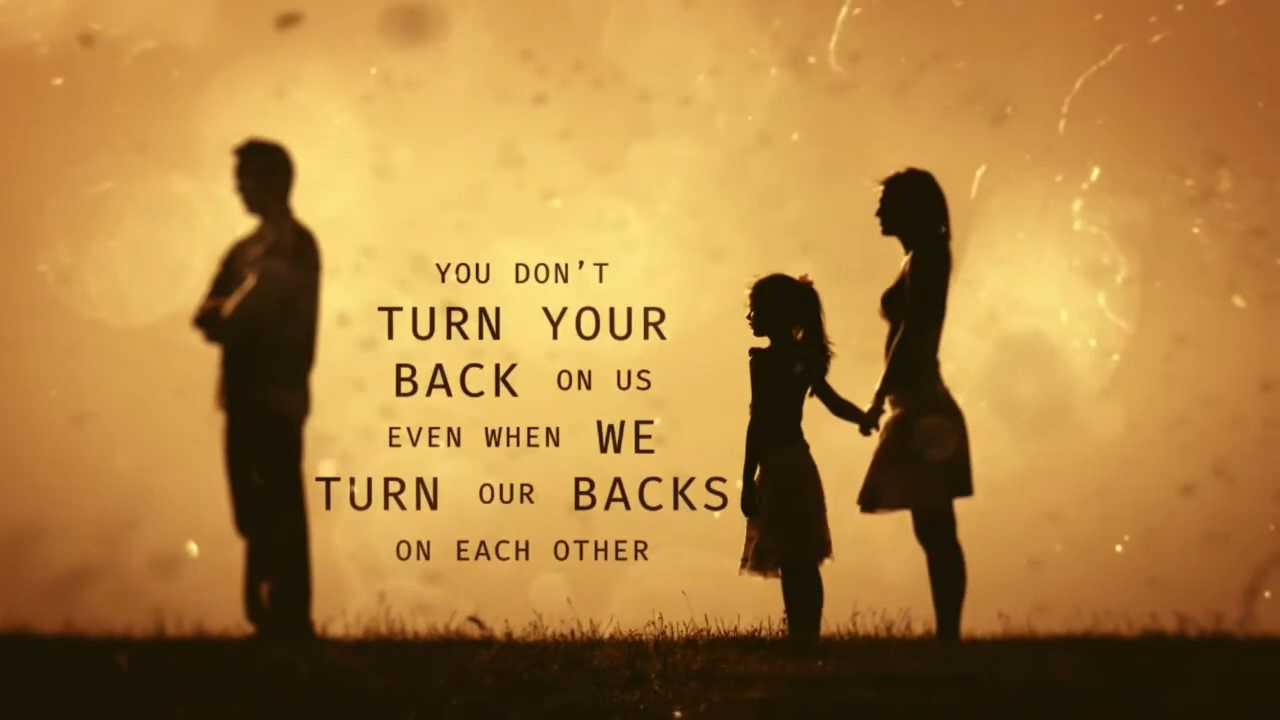 YOU DON'T
TURN YOUR
BACK ON US
EVEN WHEN WE
TURN OUR BACKS
ON EACH OTHER